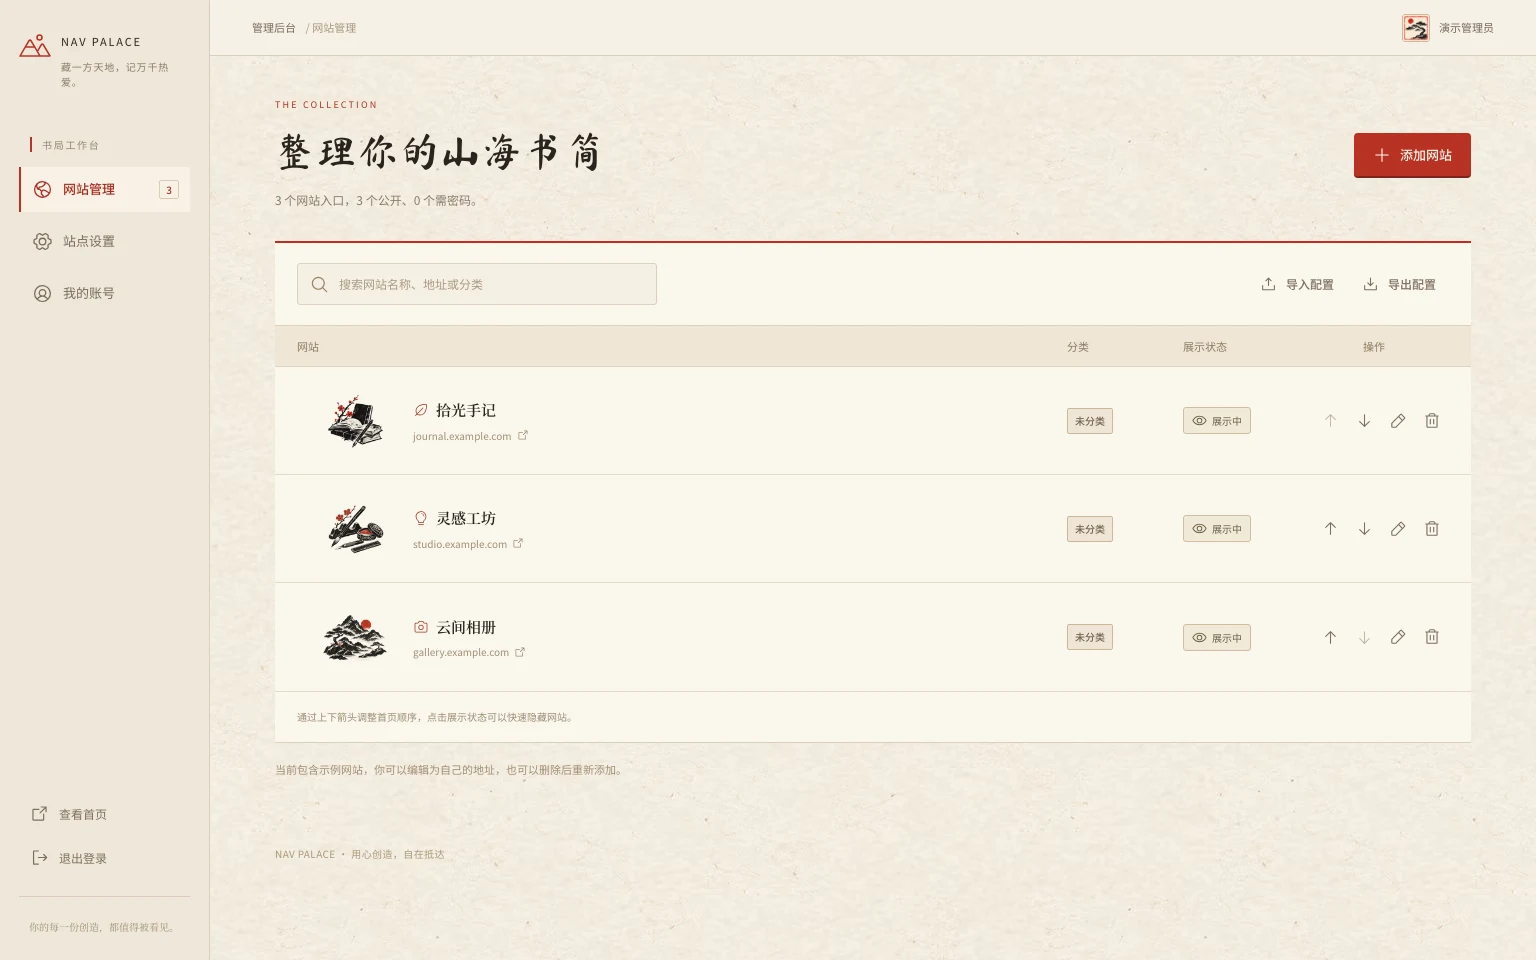 NAV PALACE
藏一方天地，记万千热
爱。
书局工作台
网站管理
3
站点设置
我的账号
查看首页
退出登录
你的每一份创造，都值得被看见。
管理后台 / 网站管理
演示管理员
THE COLLECTION
整理你的山海书简
添加网站
3 个网站入口，3 个公开、0 个需密码。
搜索网站名称、地址或分类
导入配置
导出配置
网站 分类 展示状态 操作
拾光手记
journal.example.com
未分类
展示中
灵感工坊
studio.example.com
未分类
展示中
云间相册
gallery.example.com
未分类
展示中
通过上下箭头调整首页顺序，点击展示状态可以快速隐藏网站。
当前包含示例网站，你可以编辑为自己的地址，也可以删除后重新添加。
NAV PALACE · 用心创造，自在抵达